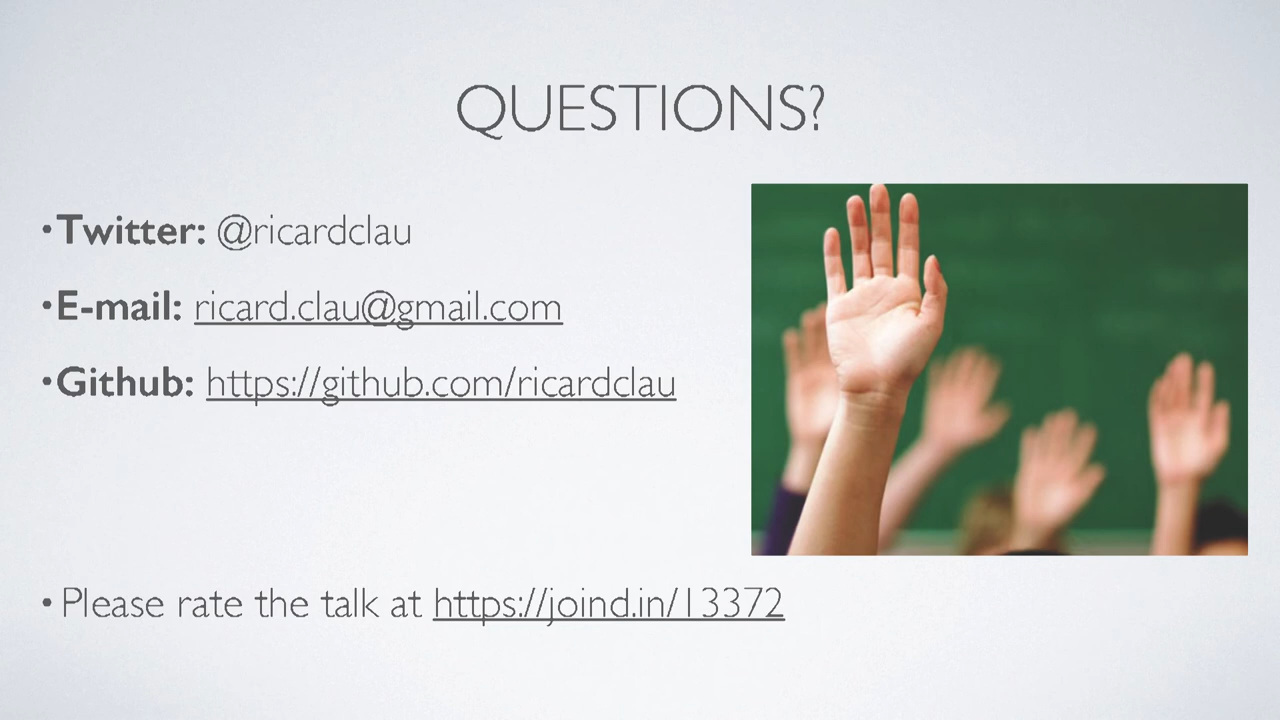 QUESTIONS?
•Twitter: @ricardclau
•E-mail: ricard.clau@gmail.com
•Github: https://github.com/ricardclau
• Please rate the talk at https://joind.in/13372